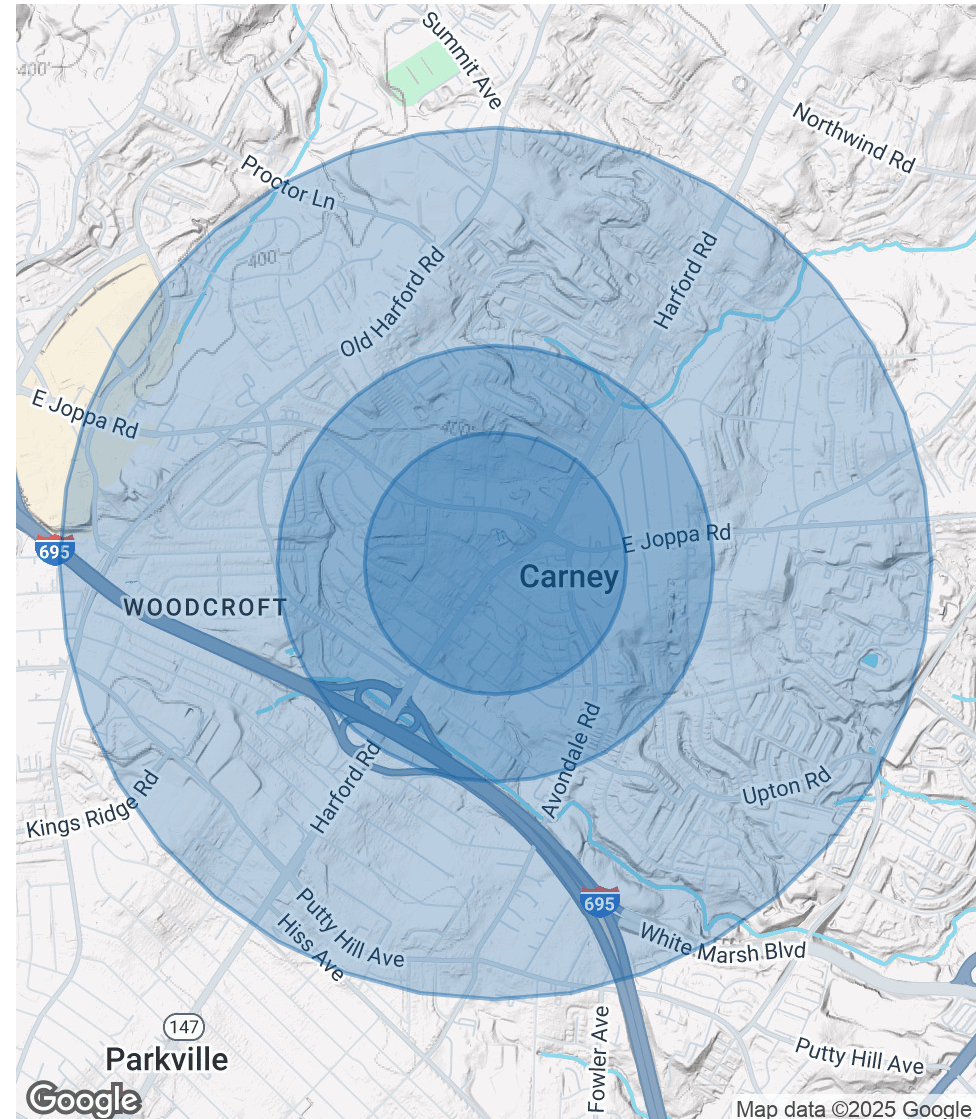 Summit Ave
400'
Northwind Rd
Proctor Ln
Harford Rd
400'
Old Harford Rd
E Joppa Rd
400'
E Joppa Rd
695
Carney
WOODCROFT
Avondale Rd
Harford Rd
Upton Rd
Kings Ridge Rd
695
Putty Hill Ave
Hiss Ave
White Marsh Blvd
147
Parkville
Fowler Ave
Putty Hill Ave
Google
Map data ©2025 Google